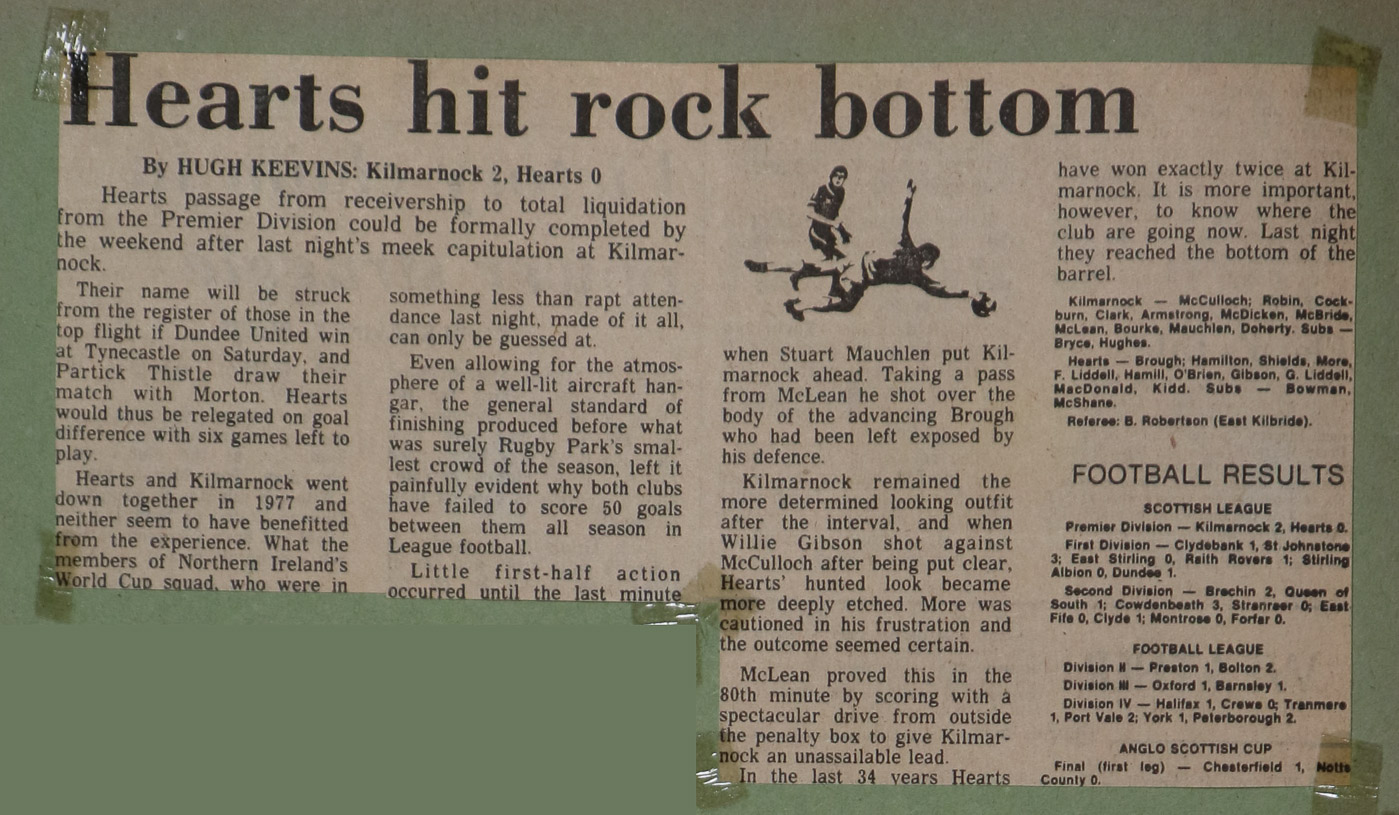 Hearts hit rock bottom
By HUGH KEEVINS: Kilmarnock 2, Hearts 0
Hearts passage from receivership to total liquidation
from the Premier Division could be formally completed by
the weekend after last night's meek capitulation at Kilmar-
nock.
Their name will be struck
from the register of those in the
top flight if Dundee United win
at Tynecastle on Saturday, and
Partick Thistle draw their
match with Morton. Hearts
would thus be relegated on goal
difference with six games left to
play.
Hearts and Kilmarnock went
down together in 1977 and
neither seem to have benefitted
from the experience. What the
members of Northern Ireland's
World Cup squad, who were in
something less than rapt atten-
dance last night, made of it all,
can only be guessed at.
Even allowing for the atmos-
phere of a well-lit aircraft han-
gar, the general standard of
finishing produced before what
was surely Rugby Park's smal-
lest crowd of the season, left it
painfully evident why both clubs
have failed to score 50 goals
between them all season in
League football.
Little first-half action
occurred until the last minute
when Stuart Mauchlen put Kil-
marnock ahead. Taking a pass
from McLean he shot over the
body of the advancing Brough
who had been left exposed by
his defence.
Kilmarnock remained the
more determined looking outfit
after the interval, and when
Willie Gibson shot against
McCulloch after being put clear,
Hearts' hunted look became
more deeply etched. More was
cautioned in his frustration and
the outcome seemed certain.
McLean proved this in the
80th minute by scoring with a
spectacular drive from outside
the penalty box to give Kilmar-
nock an unassailable lead.
In the last 34 years Hearts
have won exactly twice at Kil-
marnock. It is more important,
however, to know where the
club are going now. Last night
they reached the bottom of the
barrel.
Kilmarnock — McCulloch; Robin, Cock-
burn, Clark, Armstrong, McDicken, McBride,
McLean, Bourke, Mauchlen, Doherty. Subs —
Bryce, Hughes.
Hearts — Brough; Hamilton, Shields, More,
F. Liddell, Hamill, O'Brien, Gibson, G. Liddell,
MacDonald, Kidd. Subs — Bowman,
McShane.
Referee: B. Robertson (East Kilbride).
FOOTBALL RESULTS
SCOTTISH LEAGUE
Premier Division — Kilmarnock 2, Hearts 0.
First Division — Clydebank 1, St Johnstone
3; East Stirling 0, Raith Rovers 1; Stirling
Albion 0, Dundee 1.
Second Division — Brechin 2, Queen of
South 1; Cowdenbeath 3, Stranraer 0; East
Fife 0, Clyde 1; Montrose 0, Forfar 0.
FOOTBALL LEAGUE
Division II — Preston 1, Bolton 2.
Division III — Oxford 1, Barnsley 1.
Division IV — Halifax 1, Crewe 0; Tranmere
1, Port Vale 2; York 1, Peterborough 2.
ANGLO SCOTTISH CUP
Final (first leg) — Chesterfield 1, Notts
County 0.